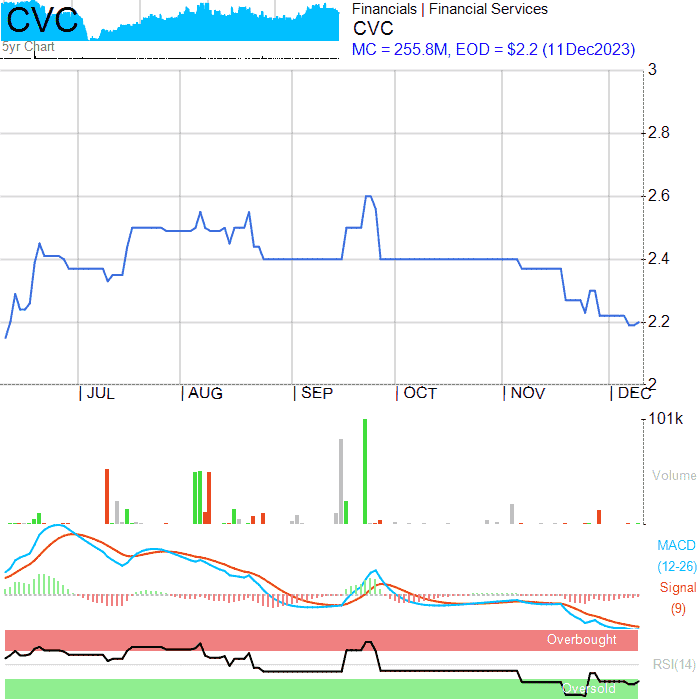 CVC
5yr Chart
Financials | Financial Services
CVC
MC = 255.8M, EOD = $2.2 (11Dec2023)
3
2.8
2.6
2.4
2.2
2
| JUL
| AUG
| SEP
| OCT
| NOV
| DEC
101k
Volume
MACD
(12-26)
Signal
(9)
Overbought
RSI(14)
Oversold